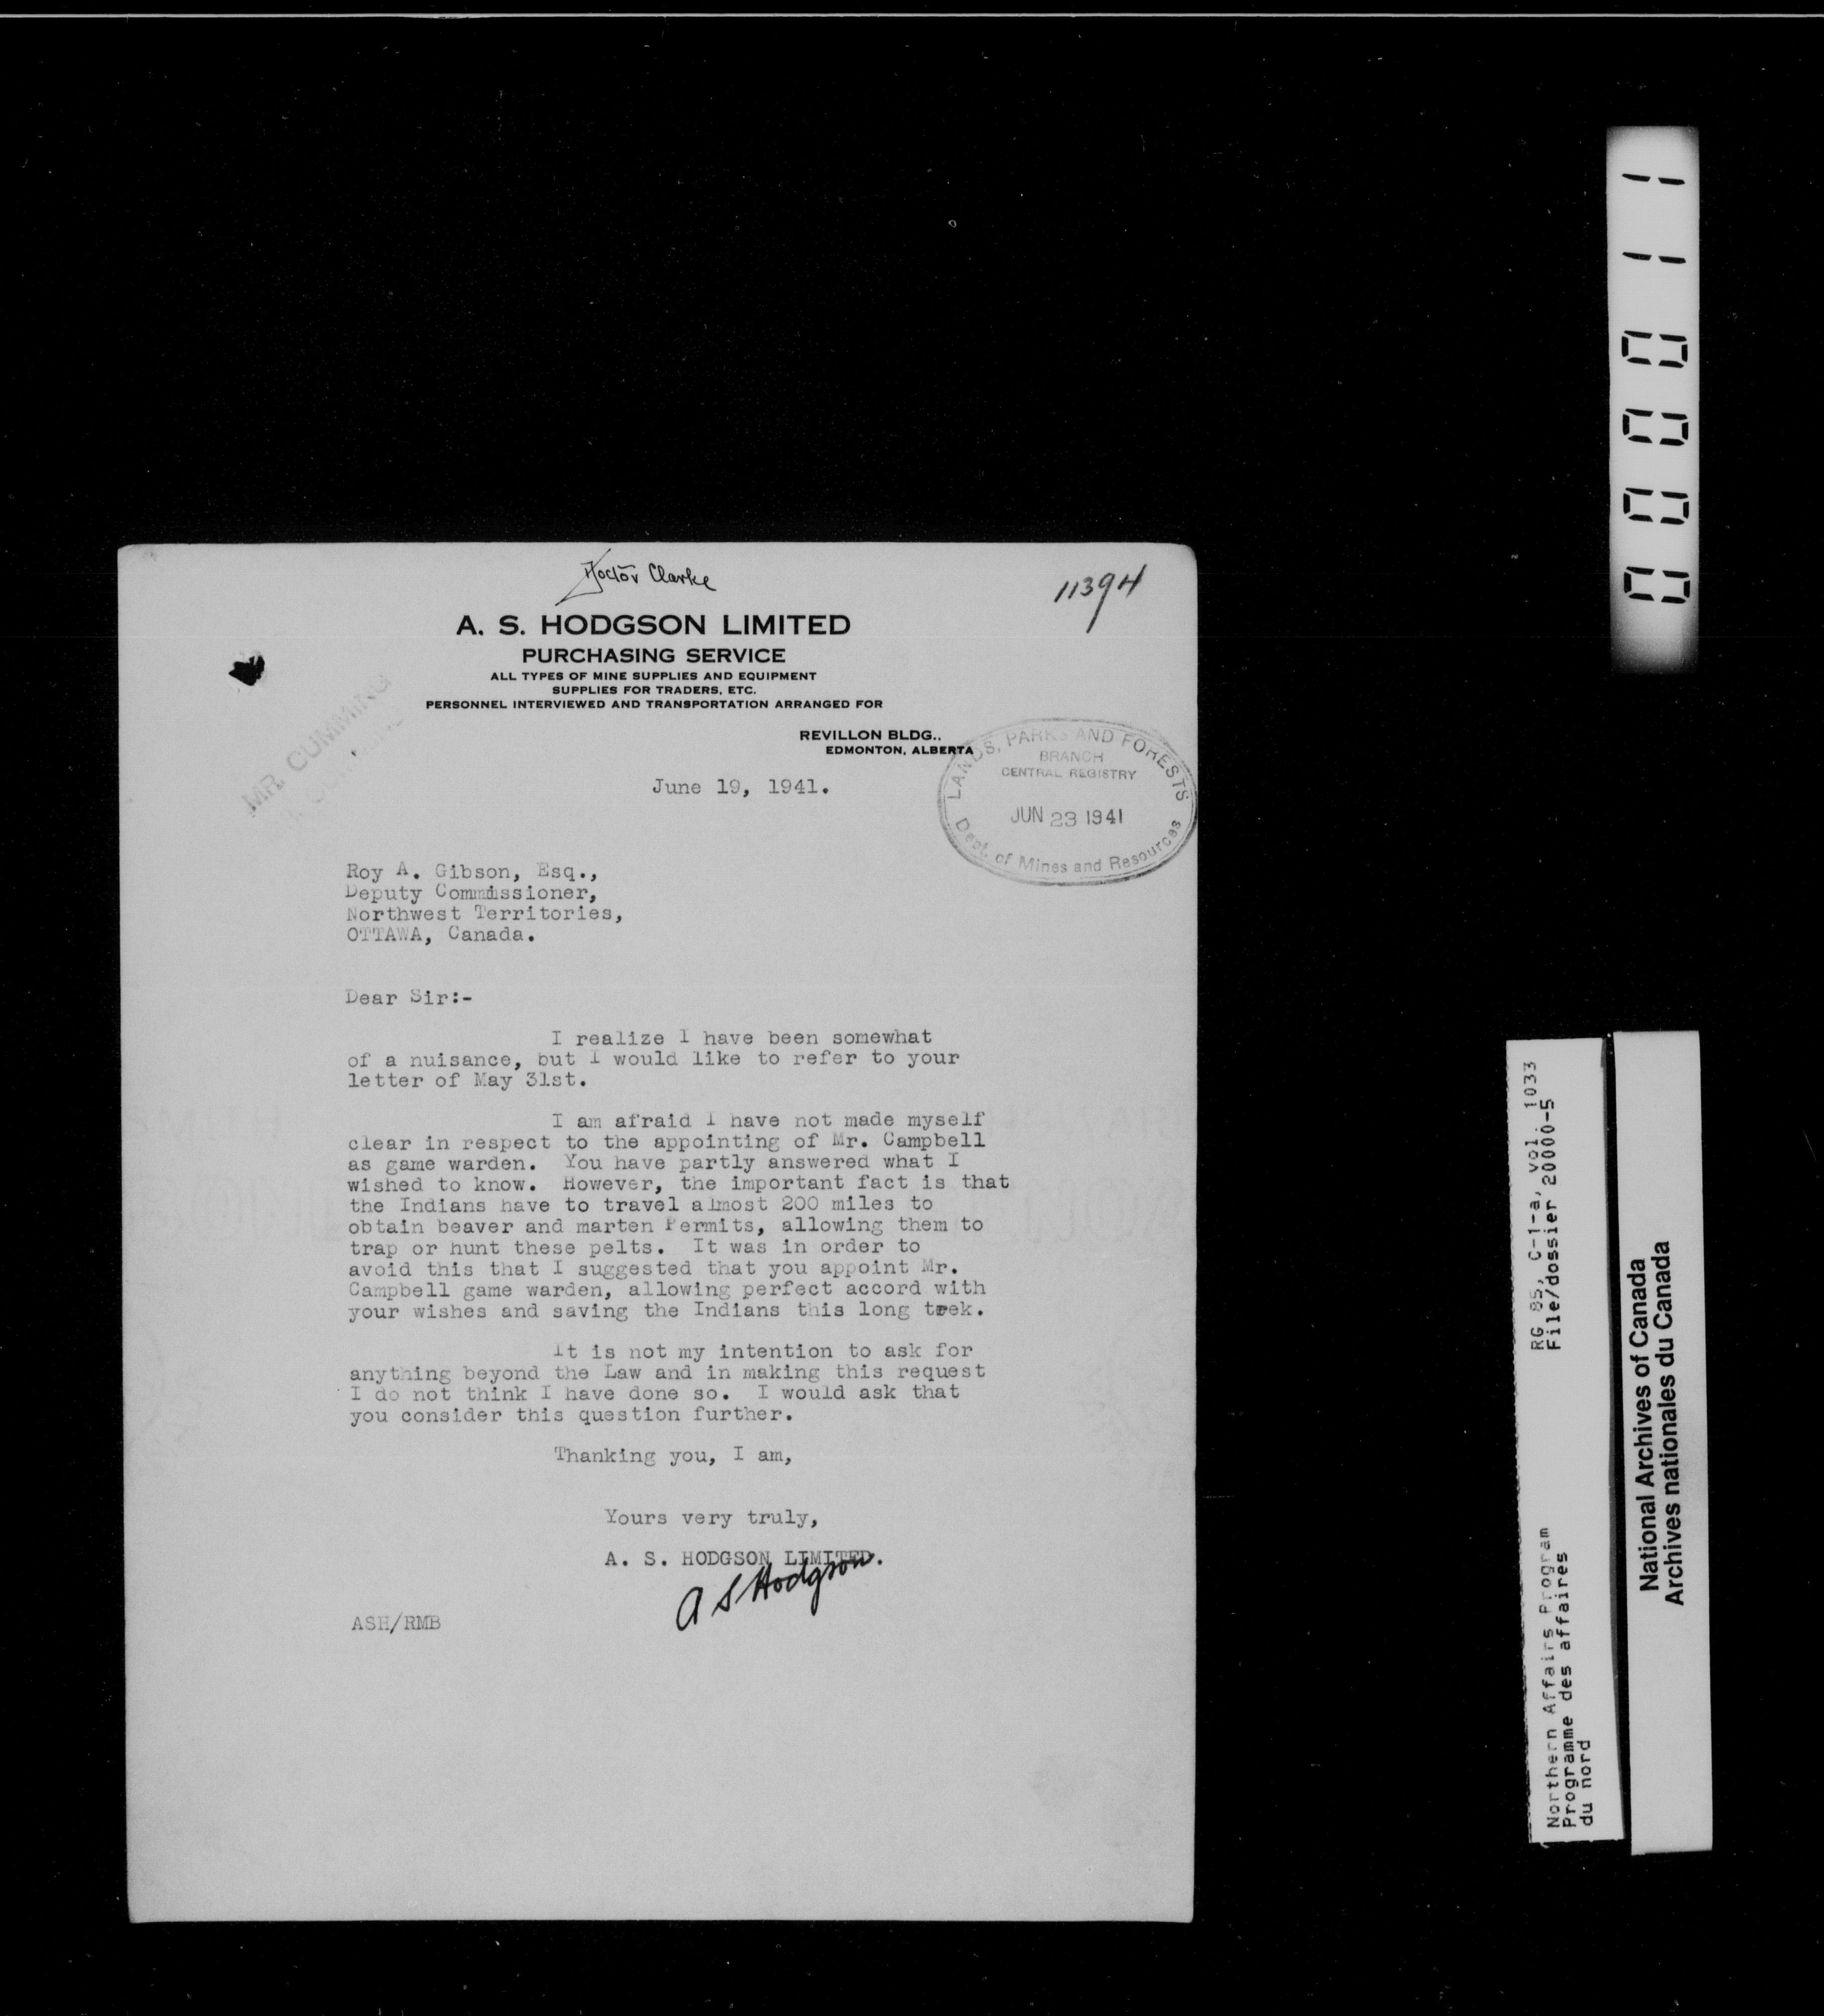 Doctor Clarke
11394
A. S. HODGSON LIMITED
PURCHASING SERVICE
ALL TYPES OF MINE SUPPLIES AND EQUIPMENT
SUPPLIES FOR TRADERS, ETC.
PERSONNEL INTERVIEWED AND TRANSPORTATION ARRANGED FOR
REVILLON BLDG.,
EDMONTON, ALBERTA
MR. CUMMING
LANDS, PARKS AND FORESTS
BRANCH
CENTRAL REGISTRY
JUN 23 1941
Dept. of Mines and Resources
June 19, 1941.
Roy A. Gibson, Esq.,
Deputy Commissioner,
Northwest Territories,
OTTAWA, Canada.
Dear Sir:-
I realize I have been somewhat
of a nuisance, but I would like to refer to your
letter of May 31st.
I am afraid I have not made myself
clear in respect to the appointing of Mr. Campbell
as game warden. You have partly answered what I
wished to know. However, the important fact is that
the Indians have to travel almost 200 miles to
obtain beaver and marten Permits, allowing them to
trap or hunt these pelts. It was in order to
avoid this that I suggested that you appoint Mr.
Campbell game warden, allowing perfect accord with
your wishes and saving the Indians this long trek.
It is not my intention to ask for
anything beyond the Law and in making this request
I do not think I have done so. I would ask that
you consider this question further.
Thanking you, I am,
Yours very truly,
A. S. HODGSON LIMITED.
A S Hodgson
ASH/RMB
000011
RG 85, C-1-a, vol. 1033
File/dossier 20000-5
Northern Affairs Program
Programme des affaires
du nord
National Archives of Canada
Archives nationales du Canada